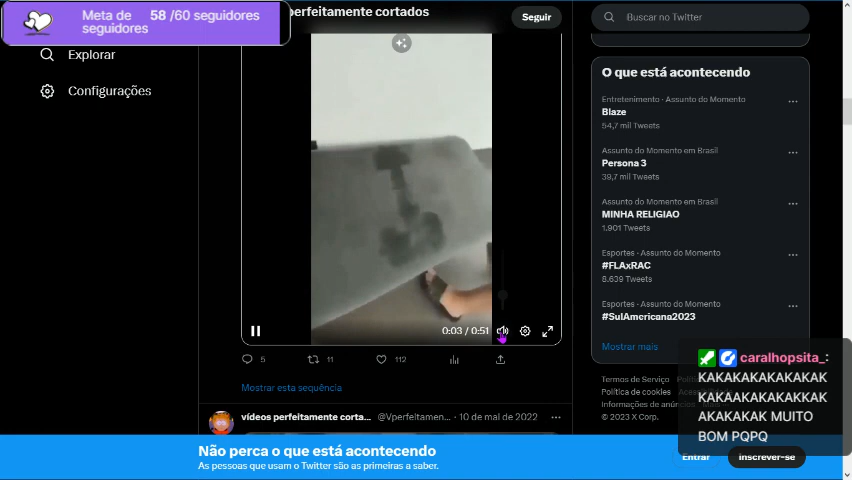 Meta de seguidores
58 /60 seguidores
perfeitamente cortados
Seguir
Buscar no Twitter
Explorar
Configurações
0:03 / 0:51
5
11
112
Mostrar esta sequência
vídeos perfeitamente corta... @Vperfeitamen... · 10 de mai de 2022
O que está acontecendo
Entretenimento · Assunto do Momento
Blaze
54,7 mil Tweets
Assunto do Momento em Brasil
Persona 3
39,7 mil Tweets
Assunto do Momento em Brasil
MINHA RELIGIAO
1.901 Tweets
Esportes · Assunto do Momento
#FLAxRAC
8.639 Tweets
Esportes · Assunto do Momento
#SulAmericana2023
Mostrar mais
Termos de Serviço
Política de cookies
Informações de anúncios
© 2023 X Corp.
caralhopsita_:
KAKAKAKAKAKAKAK
KAKAAKAKAKAKKAK
AKAKAKAK MUITO
BOM PQPQ
Não perca o que está acontecendo
As pessoas que usam o Twitter são as primeiras a saber.
Entrar
Inscrever-se